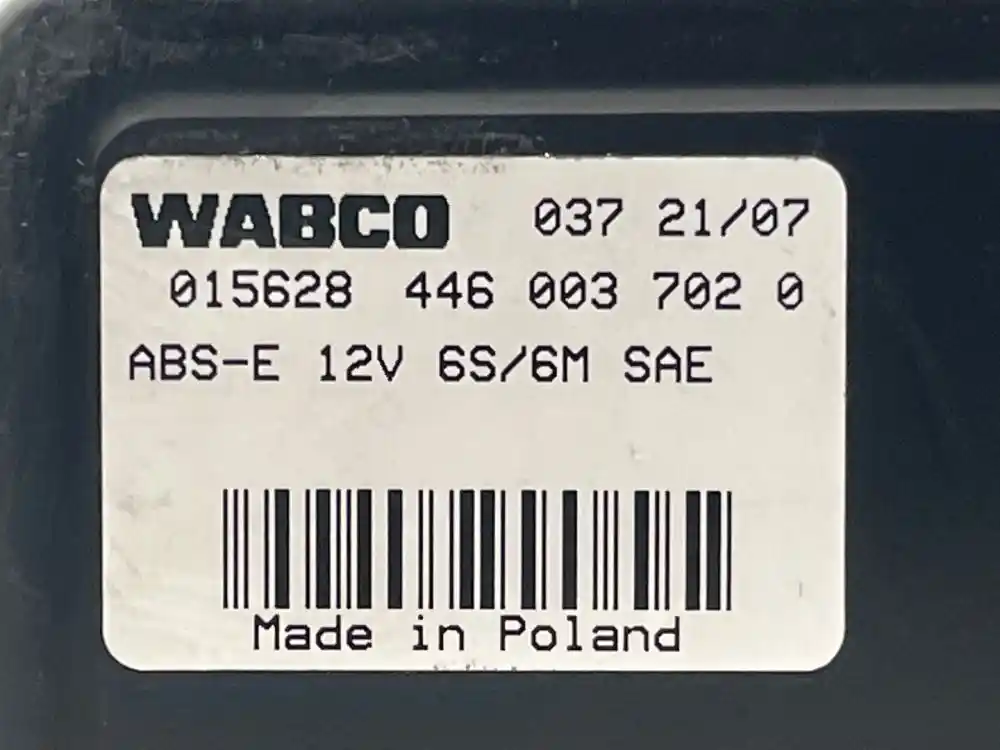 WABCO 037 21/07
015628 446 003 702 0
ABS-E 12V 6S/6M SAE
Made in Poland